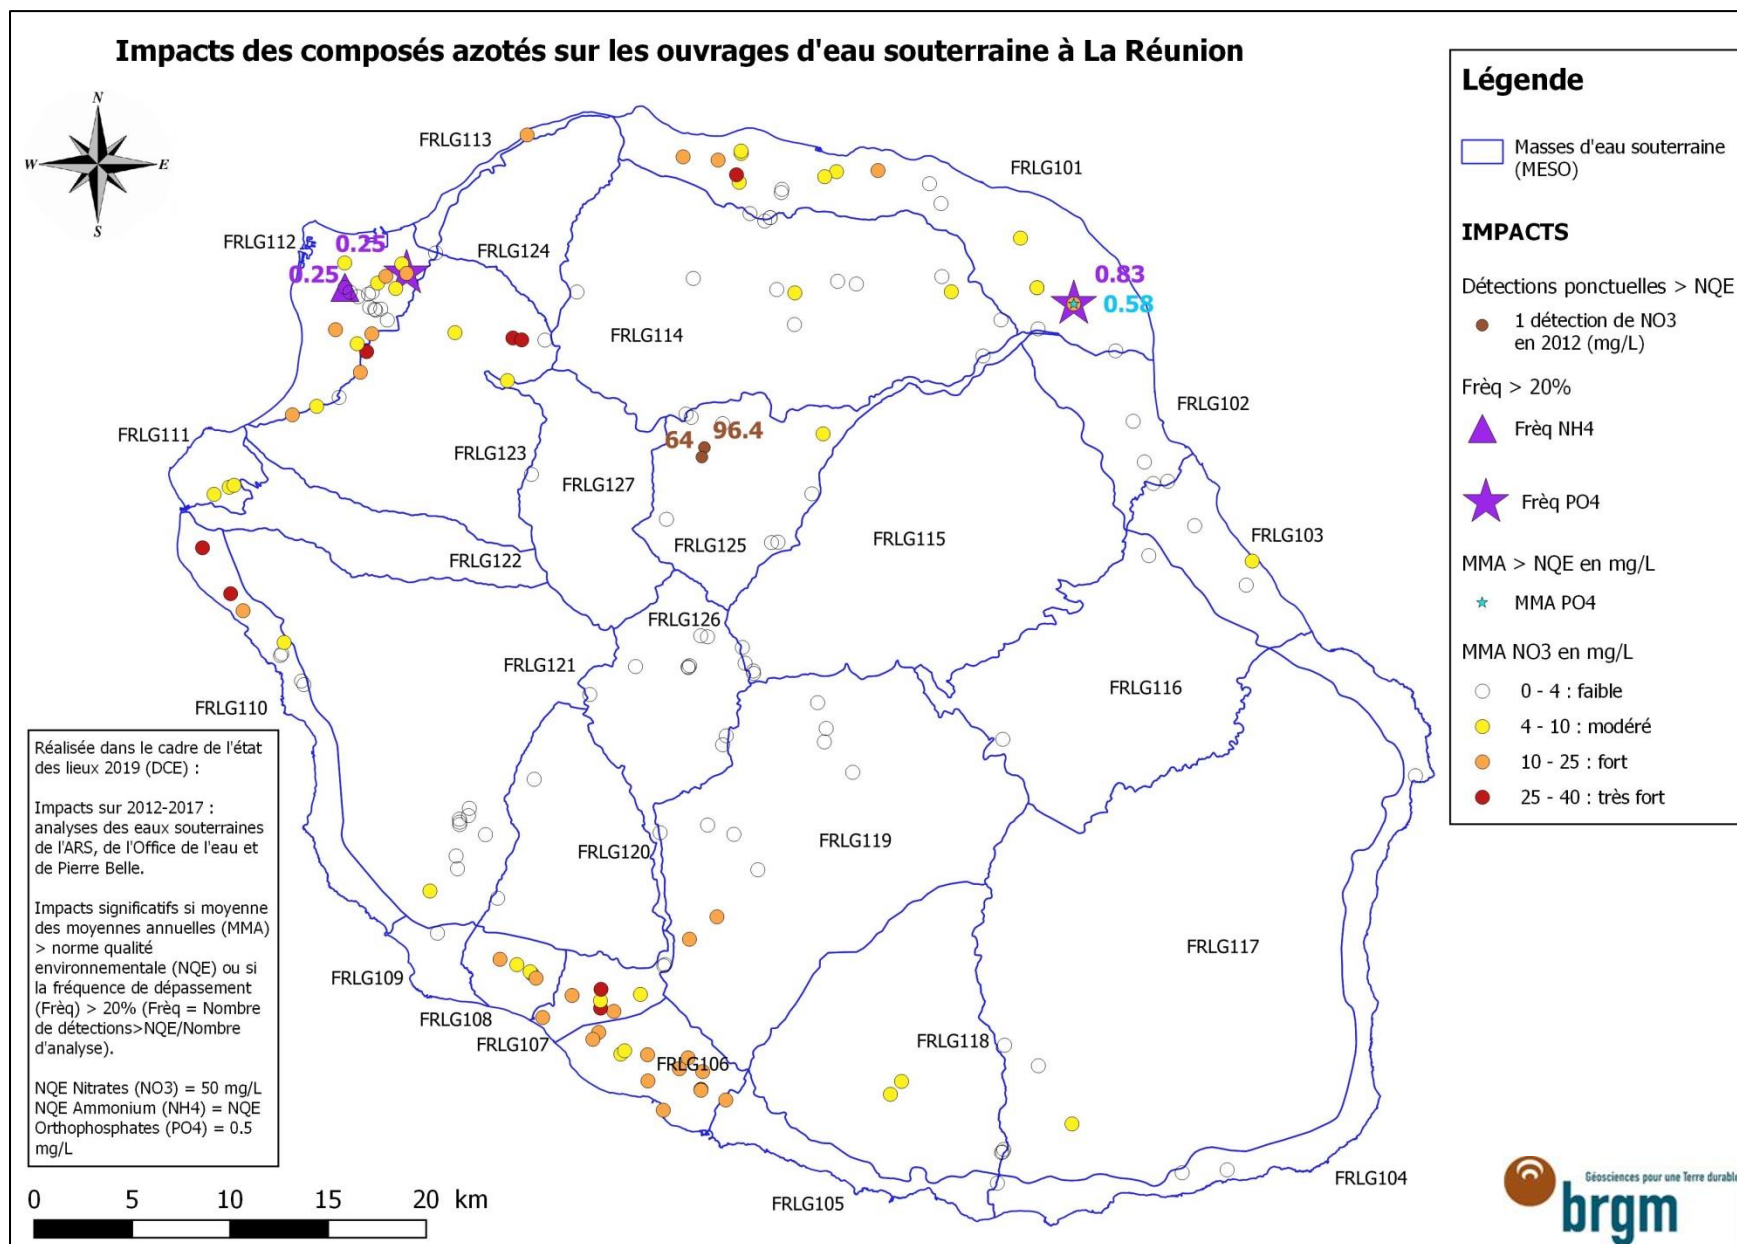 Impacts des composés azotés sur les ouvrages d'eau souterraine à La Réunion
N
W
E
S
FRLG113
FRLG101
FRLG112
0.25
FRLG124
0.25
0.83
0.58
FRLG114
FRLG102
FRLG111
64
96.4
FRLG123
FRLG127
FRLG125
FRLG115
FRLG103
FRLG122
FRLG126
FRLG121
FRLG116
FRLG110
FRLG120
FRLG119
FRLG117
FRLG109
FRLG108
FRLG107
FRLG106
FRLG118
FRLG105
FRLG104
Réalisée dans le cadre de l'état
des lieux 2019 (DCE) :
Impacts sur 2012-2017 :
analyses des eaux souterraines
de l'ARS, de l'Office de l'eau et
de Pierre Belle.
Impacts significatifs si moyenne
des moyennes annuelles (MMA)
> norme qualité
environnementale (NQE) ou si
la fréquence de dépassement
(Frèq) > 20% (Frèq = Nombre
de détections>NQE/Nombre
d'analyse).
NQE Nitrates (NO3) = 50 mg/L
NQE Ammonium (NH4) = NQE
Orthophosphates (PO4) = 0.5
mg/L
0 5 10 15 20 km
Légende
Masses d'eau souterraine
(MESO)
IMPACTS
Détections ponctuelles > NQE
1 détection de NO3
en 2012 (mg/L)
Frèq > 20%
Frèq NH4
Frèq PO4
MMA > NQE en mg/L
MMA PO4
MMA NO3 en mg/L
0 - 4 : faible
4 - 10 : modéré
10 - 25 : fort
25 - 40 : très fort
Géosciences pour une Terre durable
brgm